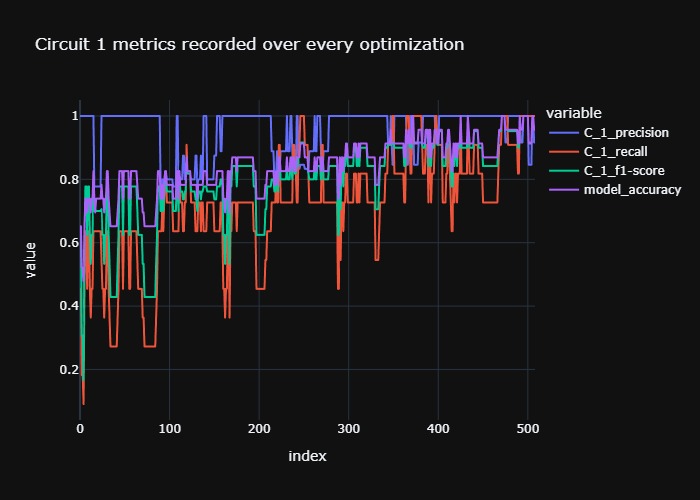 Circuit 1 metrics recorded over every optimization
variable
C_1_precision
C_1_recall
C_1_f1-score
model_accuracy
1
0.8
0.6
0.4
0.2
value
0 100 200 300 400 500
index